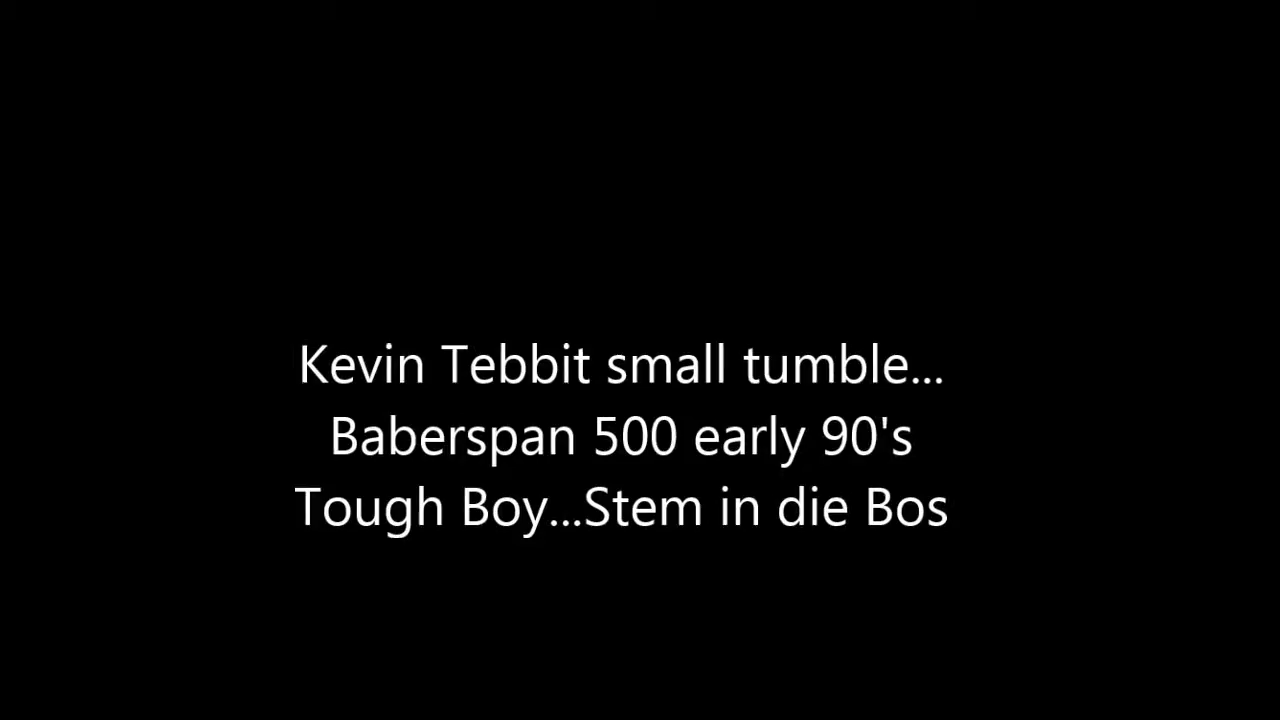 Kevin Tebbit small tumble...
Baberspan 500 early 90's
Tough Boy...Stem in die Bos